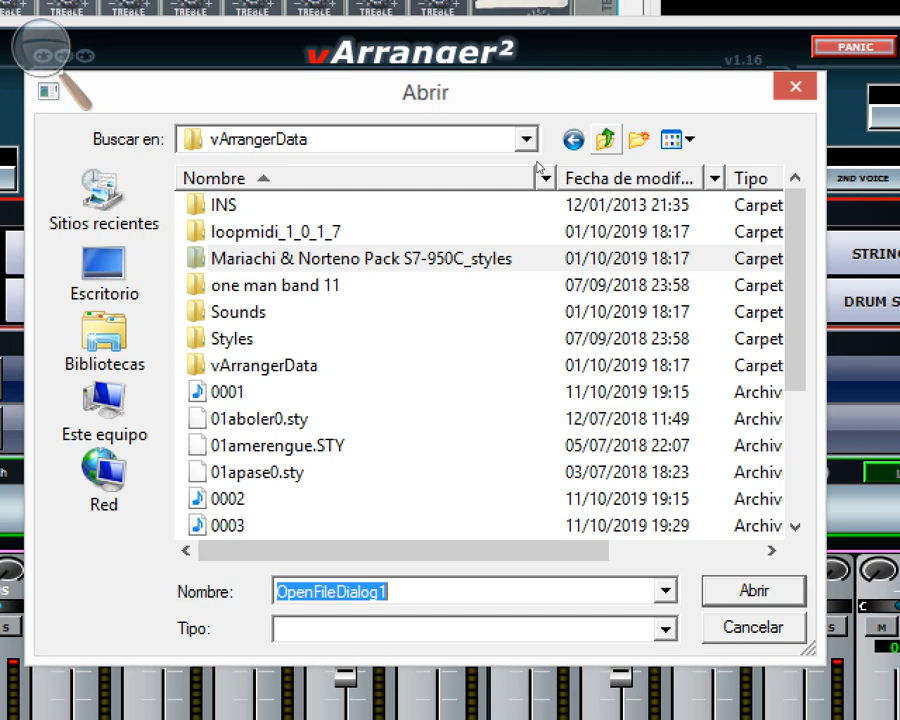 TREBLE TREBLE TREBLE TREBLE TREBLE TREBLE
vArranger²
v1.16
PANIC
Abrir
Buscar en: vArrangerData
Nombre Fecha de modif... Tipo
INS 12/01/2013 21:35 Carpet
loopmidi_1_0_1_7 01/10/2019 18:17 Carpet
Mariachi & Norteno Pack S7-950C_styles 01/10/2019 18:17 Carpet
one man band 11 07/09/2018 23:58 Carpet
Sounds 01/10/2019 18:17 Carpet
Styles 07/09/2018 23:58 Carpet
vArrangerData 01/10/2019 18:17 Carpet
0001 11/10/2019 19:15 Archiv
01aboler0.sty 12/07/2018 11:49 Archiv
01amerengue.STY 05/07/2018 22:07 Archiv
01apase0.sty 03/07/2018 18:23 Archiv
0002 11/10/2019 19:15 Archiv
0003 11/10/2019 19:29 Archiv
Sitios recientes
Escritorio
Bibliotecas
Este equipo
Red
Nombre: OpenFileDialog1 Abrir
Tipo: Cancelar
2ND VOICE
STRIN
DRUM S
C
S
S
M